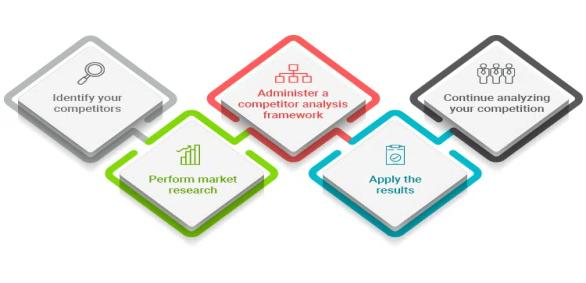 Identify your
competitors
Perform market
research
Administer a
competitor analysis
framework
Apply the
results
Continue analyzing
your competition